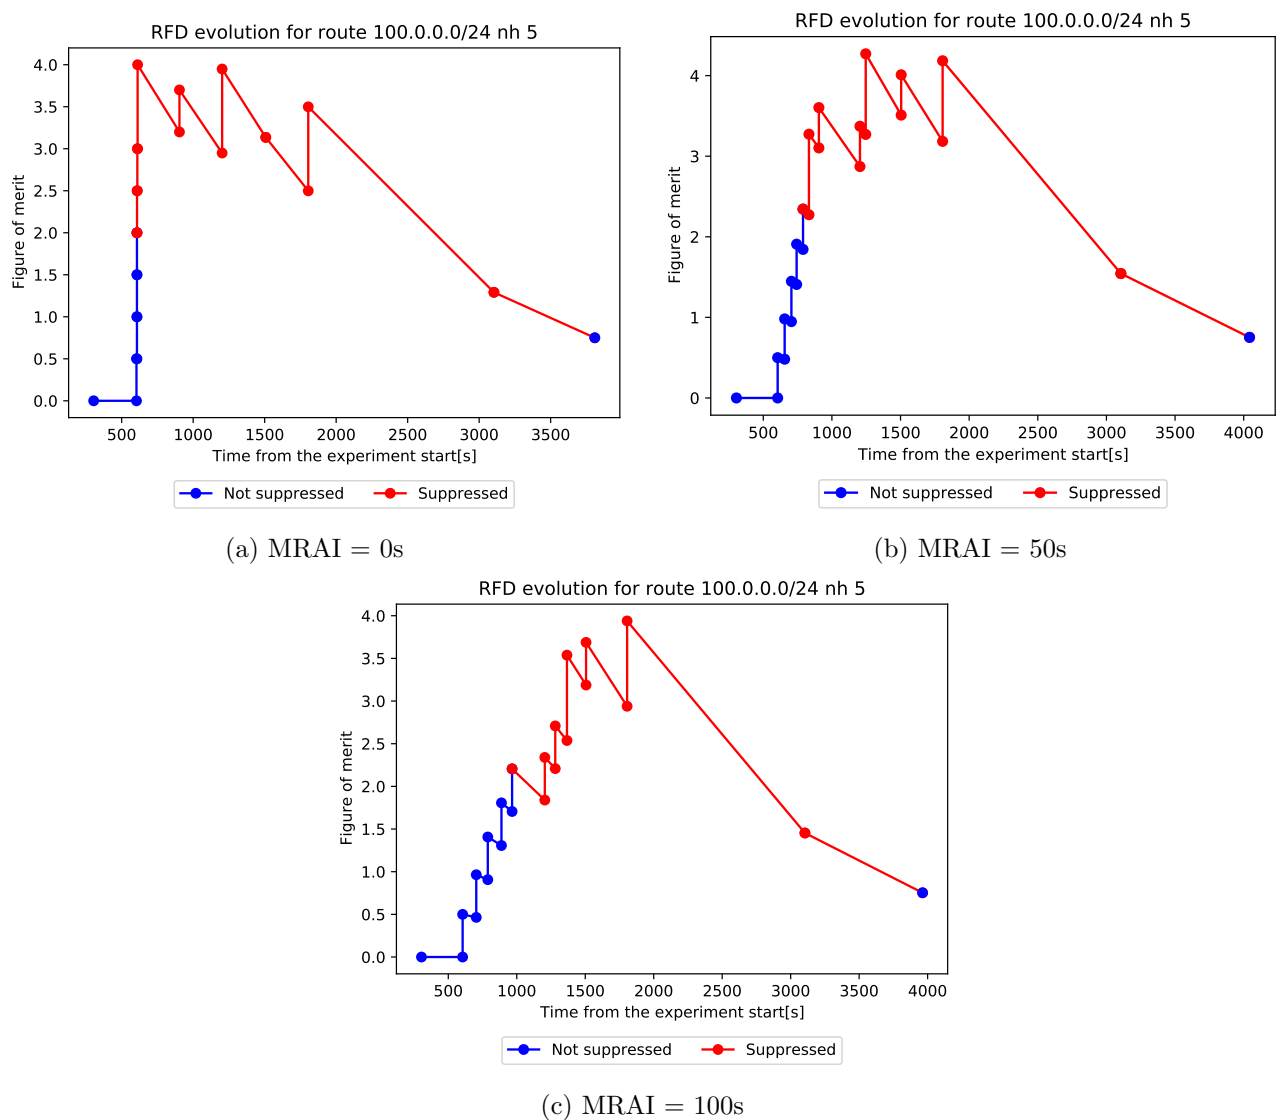 RFD evolution for route 100.0.0.0/24 nh 5
Figure of merit
4.0
3.5
3.0
2.5
2.0
1.5
1.0
0.5
0.0
500 1000 1500 2000 2500 3000 3500
Time from the experiment start[s]
Not suppressed Suppressed
(a) MRAI = 0s
RFD evolution for route 100.0.0.0/24 nh 5
Figure of merit
4
3
2
1
0
500 1000 1500 2000 2500 3000 3500 4000
Time from the experiment start[s]
Not suppressed Suppressed
(b) MRAI = 50s
RFD evolution for route 100.0.0.0/24 nh 5
Figure of merit
4.0
3.5
3.0
2.5
2.0
1.5
1.0
0.5
0.0
500 1000 1500 2000 2500 3000 3500 4000
Time from the experiment start[s]
Not suppressed Suppressed
(c) MRAI = 100s